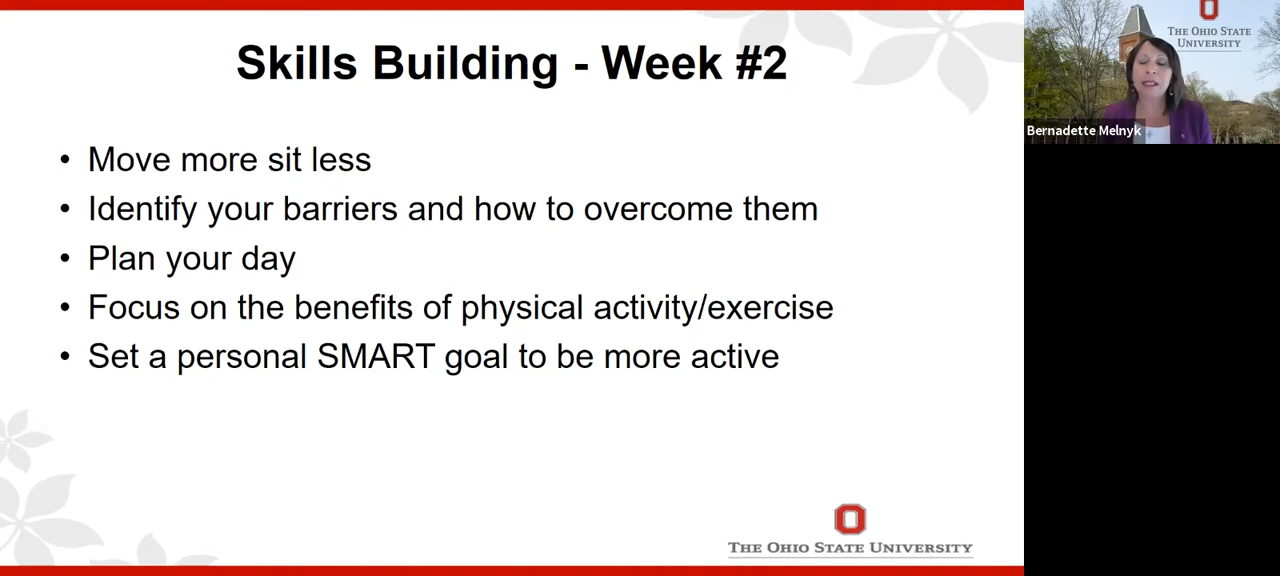 Skills Building - Week #2
• Move more sit less
• Identify your barriers and how to overcome them
• Plan your day
• Focus on the benefits of physical activity/exercise
• Set a personal SMART goal to be more active
THE OHIO STATE UNIVERSITY
THE OHIO STATE
UNIVERSITY
Bernadette Melnyk